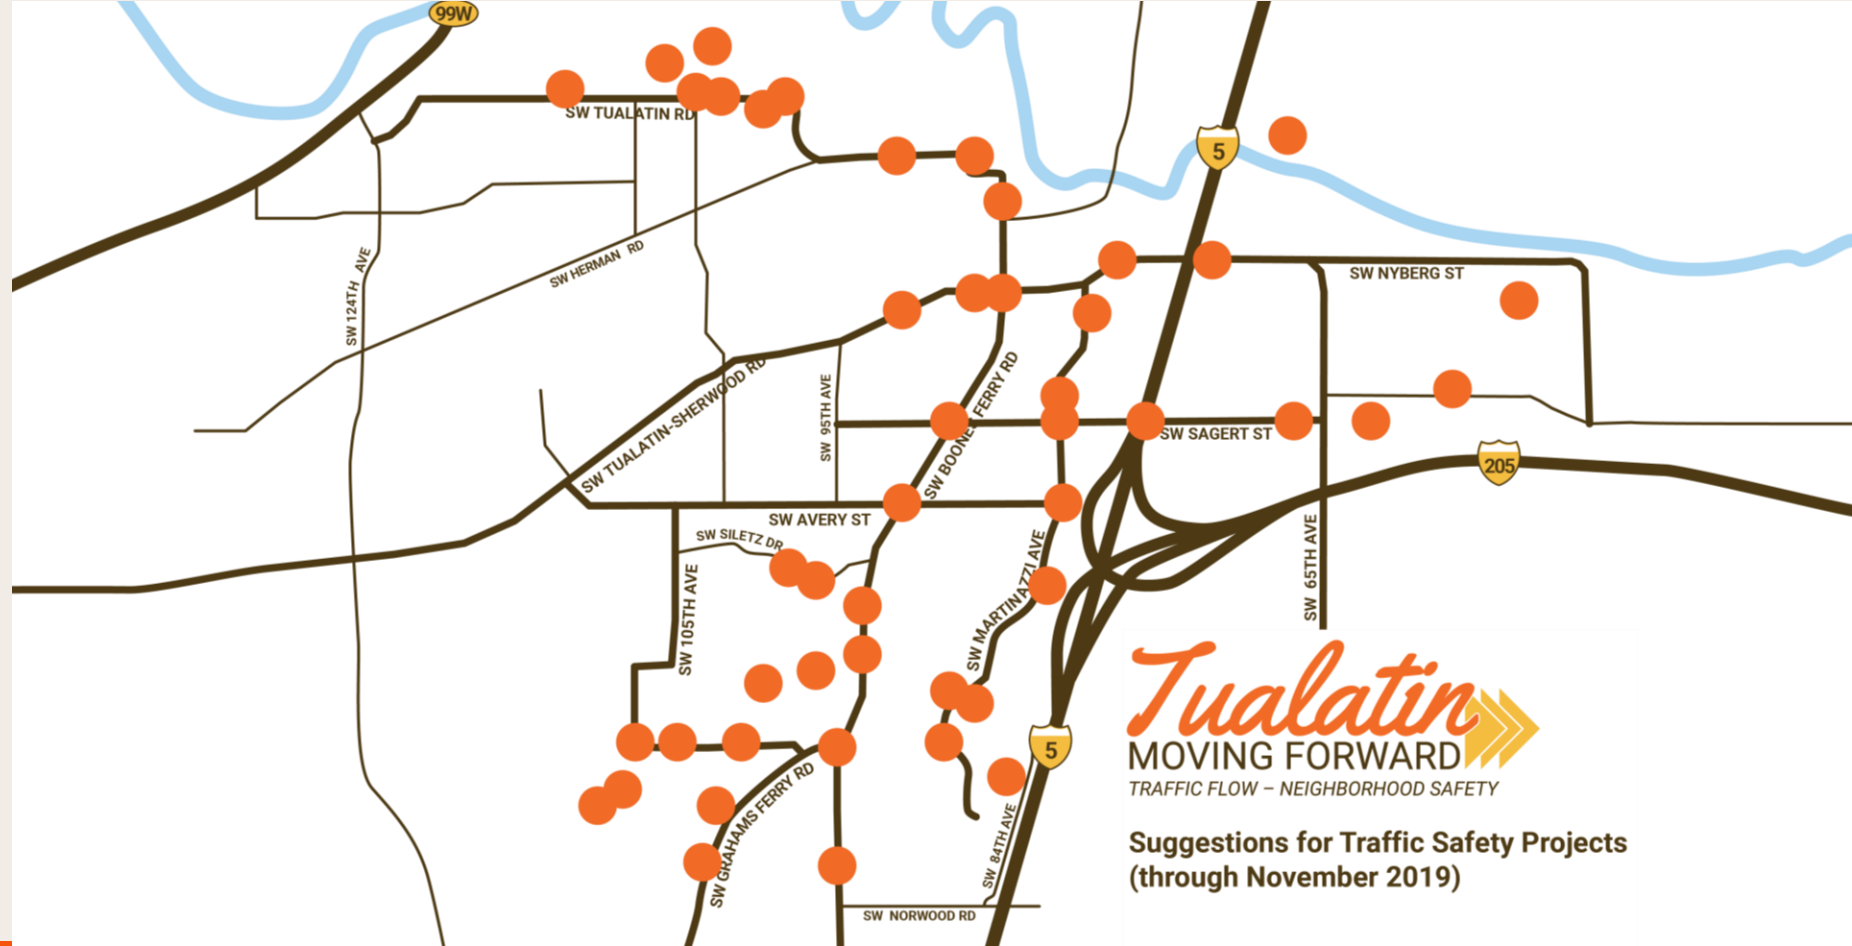 99W
SW TUALATIN RD
5
SW HERMAN RD
SW 124TH AVE
SW NYBERG ST
SW TUALATIN-SHERWOOD RD
SW 95TH AVE
SW BOONES FERRY RD
SW SAGERT ST
205
SW AVERY ST
SW SILETZ DR
SW 105TH AVE
SW MARTINAZZI AVE
SW 65TH AVE
Tualatin
MOVING FORWARD
TRAFFIC FLOW – NEIGHBORHOOD SAFETY
5
SW GRAHAMS FERRY RD
SW 84TH AVE
SW NORWOOD RD
Suggestions for Traffic Safety Projects
(through November 2019)